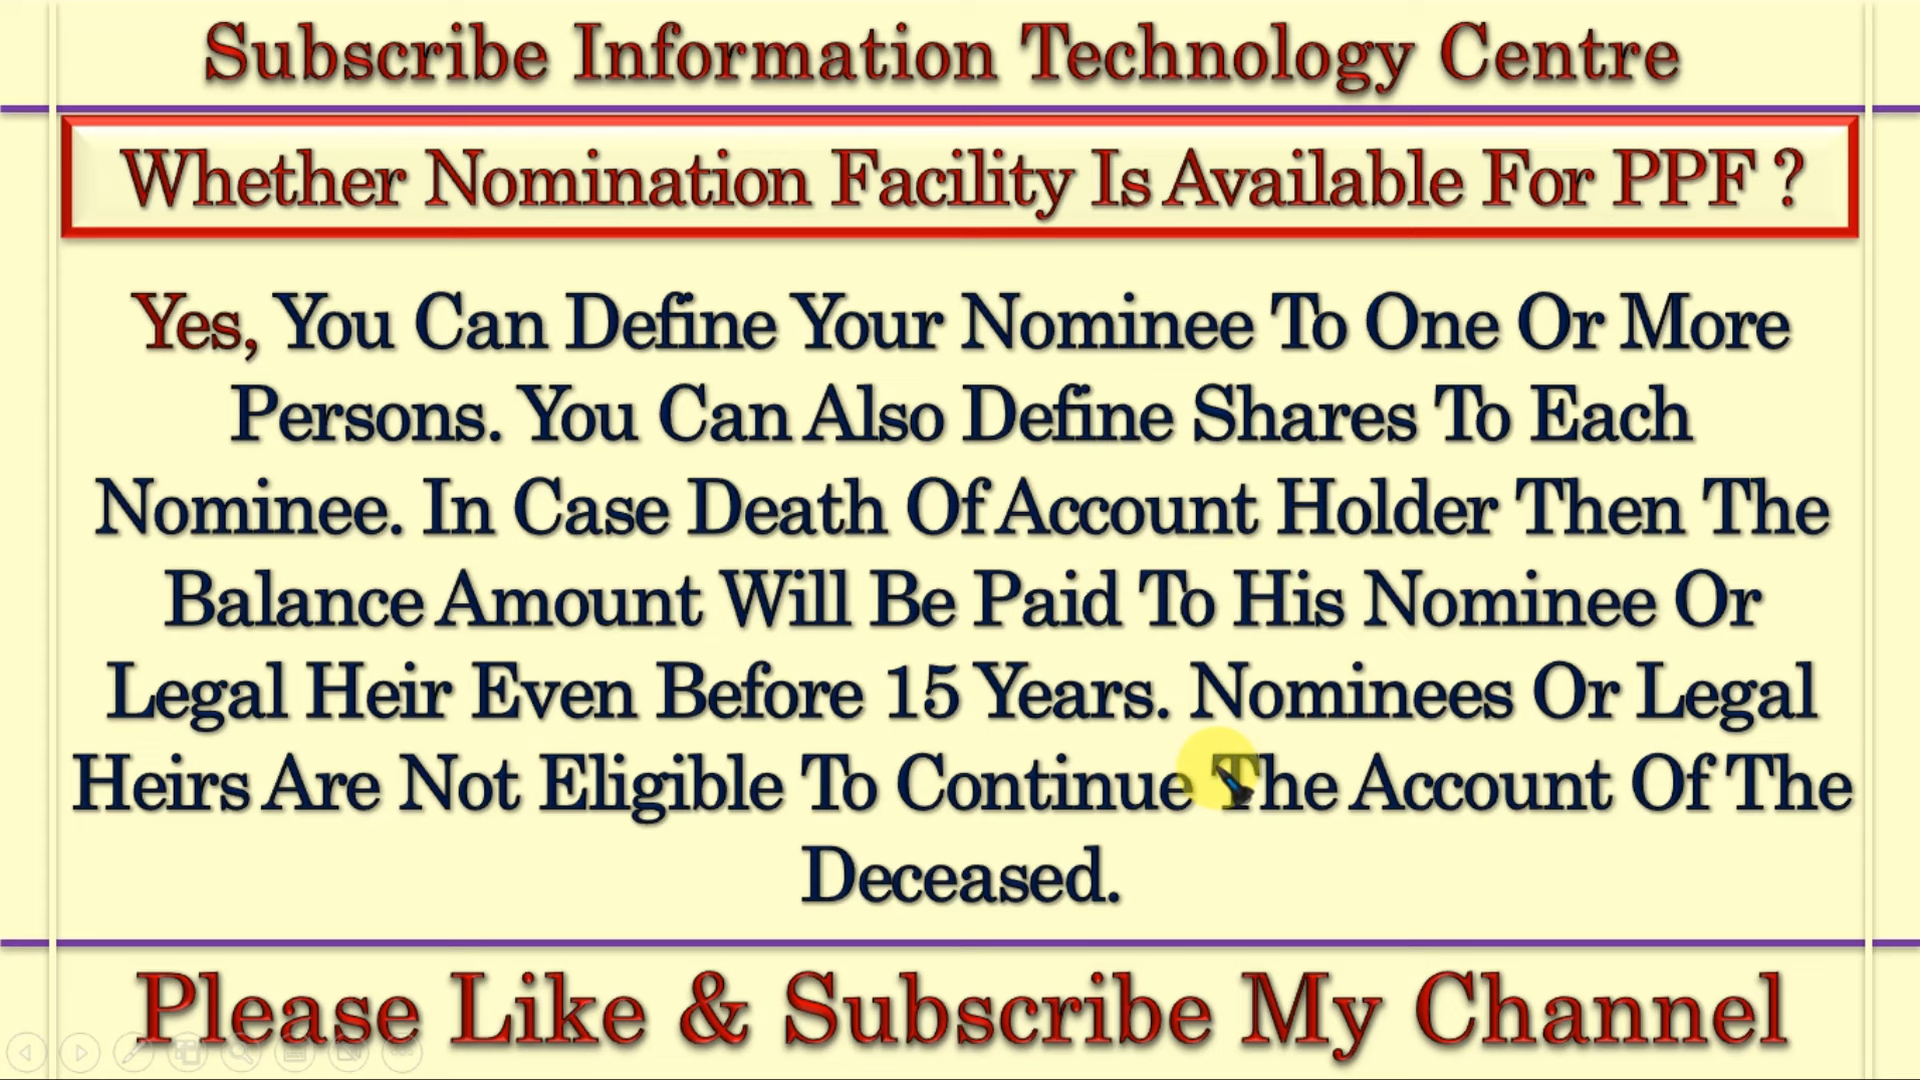 Subscribe Information Technology Centre
Whether Nomination Facility Is Available For PPF ?
Yes, You Can Define Your Nominee To One Or More
Persons. You Can Also Define Shares To Each
Nominee. In Case Death Of Account Holder Then The
Balance Amount Will Be Paid To His Nominee Or
Legal Heir Even Before 15 Years. Nominees Or Legal
Heirs Are Not Eligible To Continue The Account Of The
Deceased.
Please Like & Subscribe My Channel